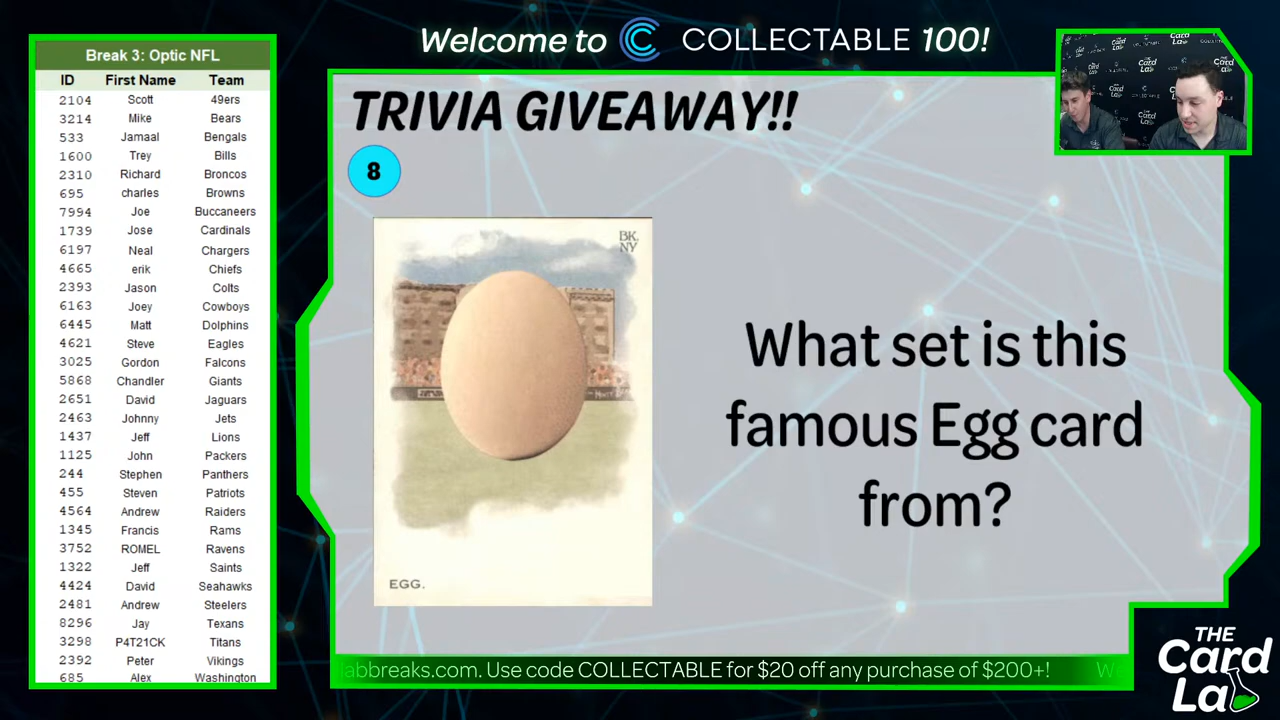 Welcome to COLLECTABLE 100!
Break 3: Optic NFL
ID First Name Team
2104 Scott 49ers
3214 Mike Bears
533 Jamaal Bengals
1600 Trey Bills
2310 Richard Broncos
695 charles Browns
7994 Joe Buccaneers
1739 Jose Cardinals
6197 Neal Chargers
4665 erik Chiefs
2393 Jason Colts
6163 Joey Cowboys
6445 Matt Dolphins
4621 Steve Eagles
3025 Gordon Falcons
5868 Chandler Giants
2651 David Jaguars
2463 Johnny Jets
1437 Jeff Lions
1125 John Packers
244 Stephen Panthers
455 Steven Patriots
4564 Andrew Raiders
1345 Francis Rams
3752 ROMEL Ravens
1322 Jeff Saints
4424 David Seahawks
2481 Andrew Steelers
8296 Jay Texans
3298 P4T21CK Titans
2392 Peter Vikings
685 Alex Washington
TRIVIA GIVEAWAY!!
8
BK.
NY
EGG.
What set is this
famous Egg card
from?
labbreaks.com. Use code COLLECTABLE for $20 off any purchase of $200+! We
THE
Card
Lab